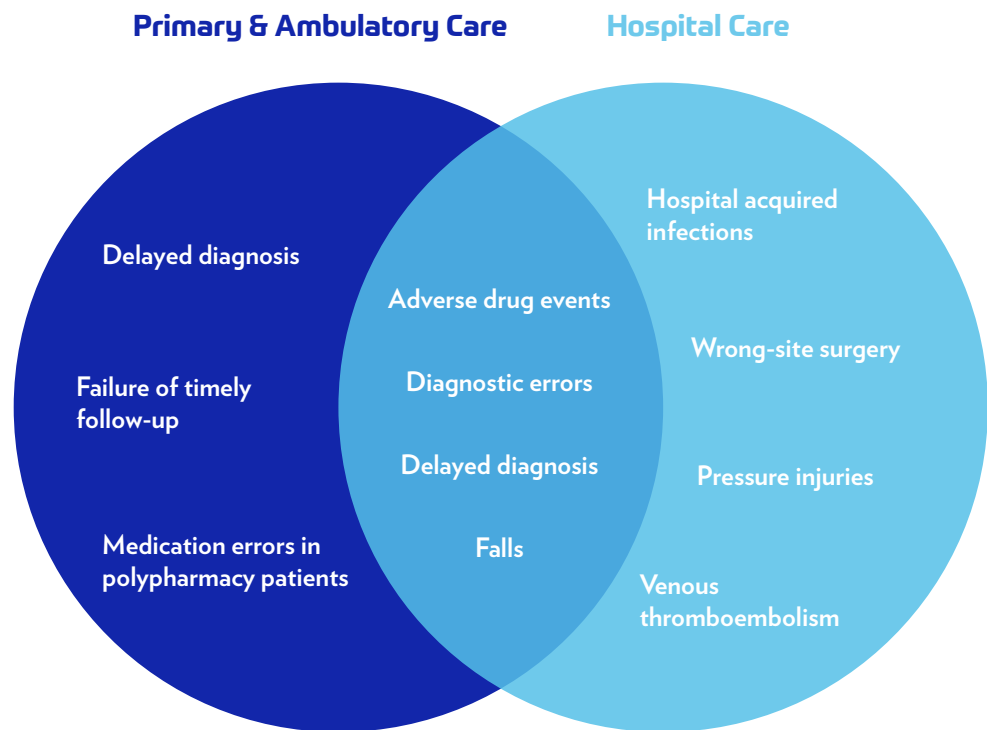 Primary & Ambulatory Care
Hospital Care
Delayed diagnosis
Failure of timely
follow-up
Medication errors in
polypharmacy patients
Adverse drug events
Diagnostic errors
Delayed diagnosis
Falls
Hospital acquired
infections
Wrong-site surgery
Pressure injuries
Venous
thromboembolism